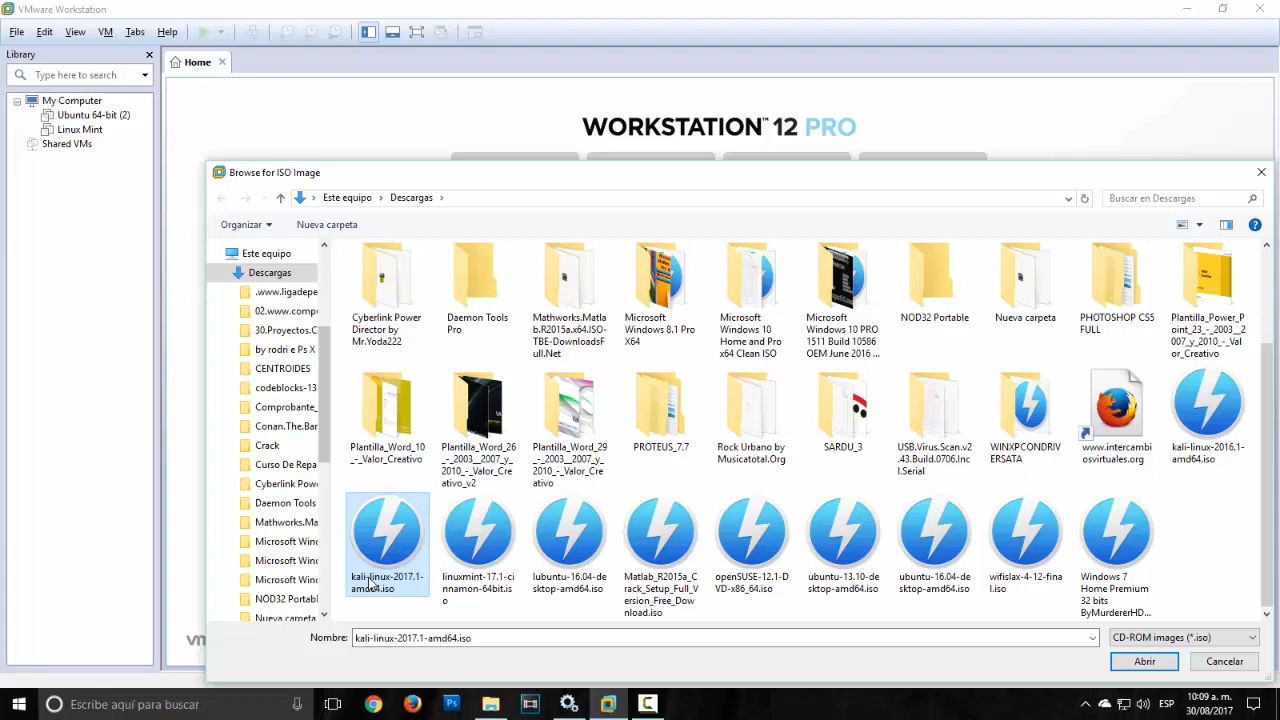 VMware Workstation
File Edit View VM Tabs Help
Library
Type here to search
Home
My Computer
Ubuntu 64-bit (2)
Linux Mint
Shared VMs
WORKSTATION™ 12 PRO
Browse for ISO Image
Este equipo Descargas
Buscar en Descargas
Organizar Nueva carpeta
Este equipo
Descargas
.www.ligadepe
02.www.compu
30.Proyectos.C
by rodri e Ps X
CENTROIDES
codeblocks-13
Comprobante_
Conan.The.Bar
Crack
Curso De Repa
Cyberlink Powe
Daemon Tools
Mathworks.Ma
Microsoft Winc
Microsoft Winc
Microsoft Winc
NOD32 Portabl
Nueva carpeta
Cyberlink Power
Director by
Mr.Yoda222
Daemon Tools
Pro
Mathworks.Matla
b.R2015a.x64.ISO-
TBE-DownloadsF
ull.Net
Microsoft
Windows 8.1 Pro
X64
Microsoft
Windows 10
Home and Pro
x64 Clean ISO
Microsoft
Windows 10 PRO
1511 Build 10586
OEM June 2016 ...
NOD32 Portable
Nueva carpeta
PHOTOSHOP CS5
FULL
Plantilla_Power_P
oint_23_-_2003__2
007_y_2010_-_Val
or_Creativo
Plantilla_Word_10
_-_Valor_Creativo
Plantilla_Word_26
_-_2003__2007_y_
2010_-_Valor_Cre
ativo_v2
Plantilla_Word_29
_-_2003__2007_y_
2010_-_Valor_Cre
ativo
PROTEUS_7.7
Rock Urbano by
Musicatotal.Org
SARDU_3
USB.Virus.Scan.v2
.43.Build.0706.Inc
l.Serial
WINXPCONDRIV
ERSATA
www.intercambi
osvirtuales.org
kali-linux-2016.1-
amd64.iso
kali-linux-2017.1-
amd64.iso
linuxmint-17.1-ci
nnamon-64bit.is
o
lubuntu-16.04-de
sktop-amd64.iso
Matlab_R2015a_C
rack_Setup_Full_V
ersion_Free_Dow
nload.iso
openSUSE-12.1-D
VD-x86_64.iso
ubuntu-13.10-de
sktop-amd64.iso
ubuntu-16.04-de
sktop-amd64.iso
wifislax-4-12-fina
l.iso
Windows 7
Home Premium
32 bits
ByMurdererHD...
vm
Nombre: kali-linux-2017.1-amd64.iso
CD-ROM images (*.iso)
Abrir Cancelar
Escribe aquí para buscar
Ps
ESP
10:09 a. m.
30/08/2017